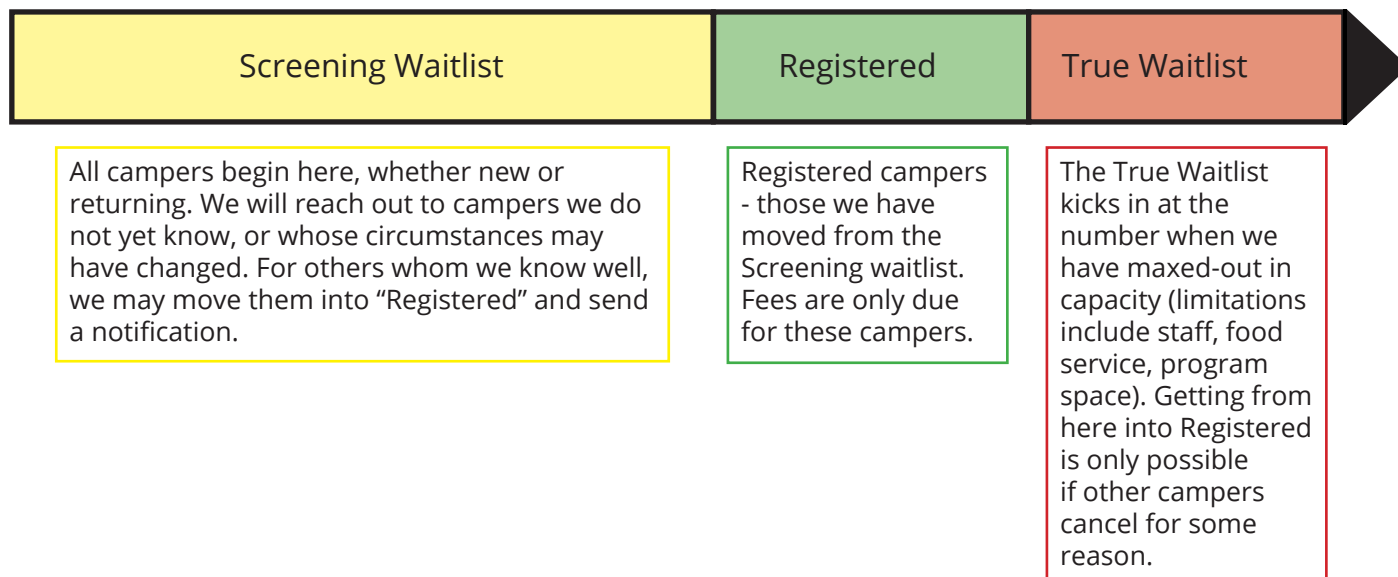 Screening Waitlist
Registered
True Waitlist
All campers begin here, whether new or
returning. We will reach out to campers we do
not yet know, or whose circumstances may
have changed. For others whom we know well,
we may move them into “Registered” and send
a notification.
Registered campers
- those we have
moved from the
Screening waitlist.
Fees are only due
for these campers.
The True Waitlist
kicks in at the
number when we
have maxed-out in
capacity (limitations
include staff, food
service, program
space). Getting from
here into Registered
is only possible
if other campers
cancel for some
reason.